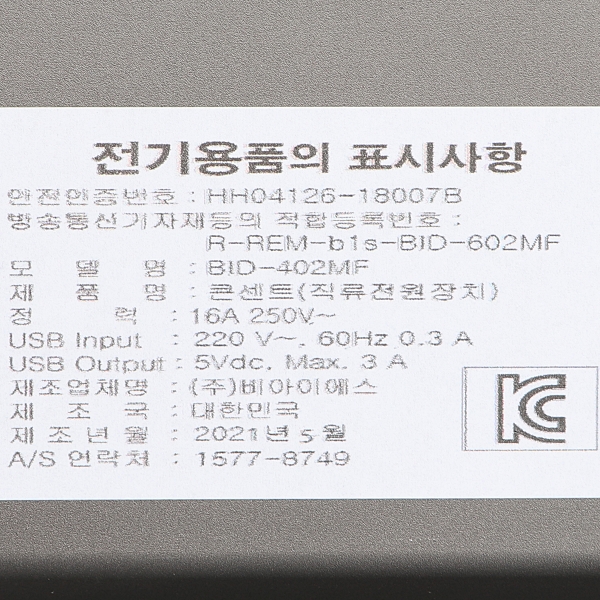 전기용품의 표시사항
안전인증번호 : HH04126-18007B
방송통신기자재등의 적합등록번호 :
R-REM-b1s-BID-602MF
모 델 명 : BID-402MF
제 품 명 : 콘센트(직류전원장치)
정 력 : 16A 250V~
USB Input : 220 V~, 60Hz 0.3 A
USB Output : 5Vdc, Max. 3 A
제조업체명 : (주)비아이에스
제 조 국 : 대한민국
제 조 년 월 : 2021년 5월
A/S 연락처 : 1577-8749
KC